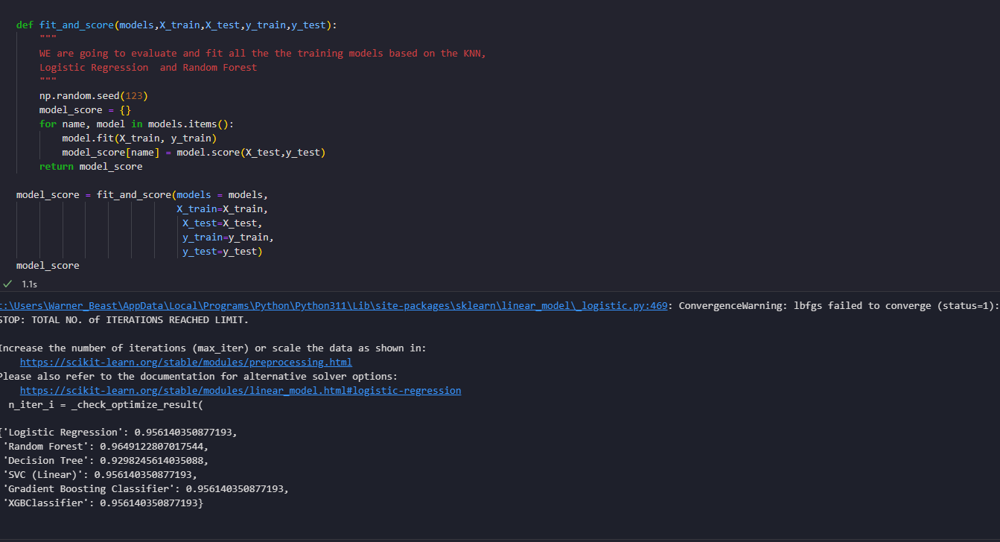 def fit_and_score(models,X_train,X_test,y_train,y_test):
"""
WE are going to evaluate and fit all the the training models based on the KNN,
Logistic Regression  and Random Forest
"""
np.random.seed(123)
model_score = {}
for name, model in models.items():
model.fit(X_train, y_train)
model_score[name] = model.score(X_test,y_test)
return model_score
model_score = fit_and_score(models = models,
X_train=X_train,
X_test=X_test,
y_train=y_train,
y_test=y_test)
model_score
✓ 1.1s
:\Users\Warner_Beast\AppData\Local\Programs\Python\Python311\Lib\site-packages\sklearn\linear_model\_logistic.py:469: ConvergenceWarning: lbfgs failed to converge (status=1):
STOP: TOTAL NO. of ITERATIONS REACHED LIMIT.
Increase the number of iterations (max_iter) or scale the data as shown in:
https://scikit-learn.org/stable/modules/preprocessing.html
Please also refer to the documentation for alternative solver options:
https://scikit-learn.org/stable/modules/linear_model.html#logistic-regression
n_iter_i = _check_optimize_result(
{'Logistic Regression': 0.956140350877193,
'Random Forest': 0.9649122807017544,
'Decision Tree': 0.9298245614035088,
'SVC (Linear)': 0.956140350877193,
'Gradient Boosting Classifier': 0.956140350877193,
'XGBClassifier': 0.956140350877193}